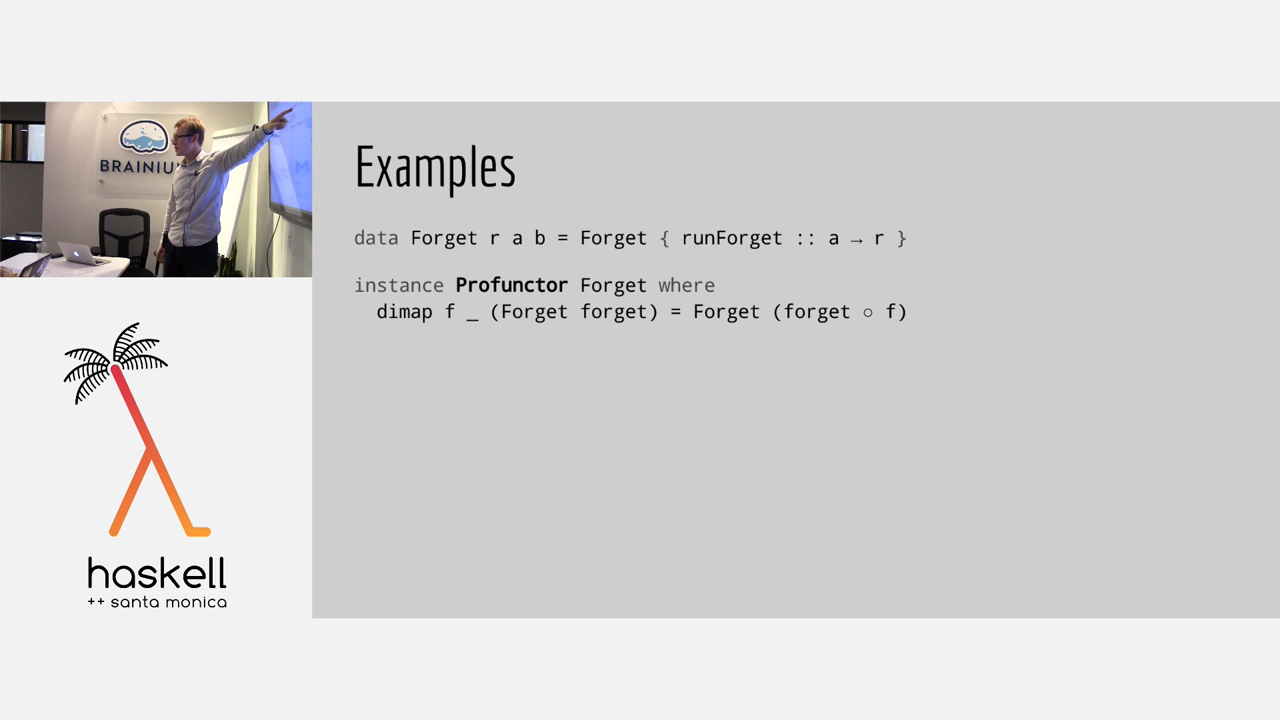 BRAINIU
Examples
data Forget r a b = Forget { runForget :: a → r }
instance Profunctor Forget where
dimap f _ (Forget forget) = Forget (forget ○ f)
haskell
++ santa monica